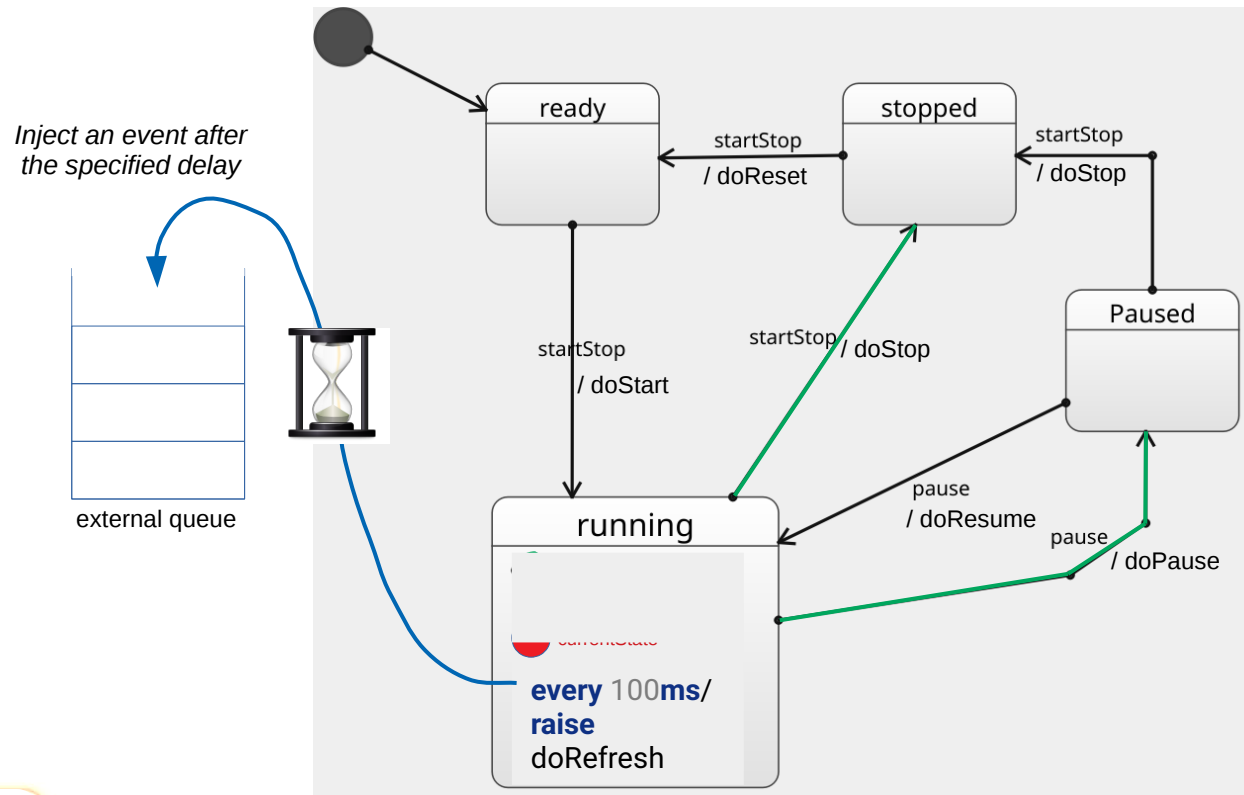 Inject an event after
the specified delay
external queue
ready
stopped
startStop
/ doReset
startStop
/ doStop
Paused
startStop
/ doStart
startStop
/ doStop
pause
/ doResume
pause
/ doPause
running
every 100ms/
raise
doRefresh